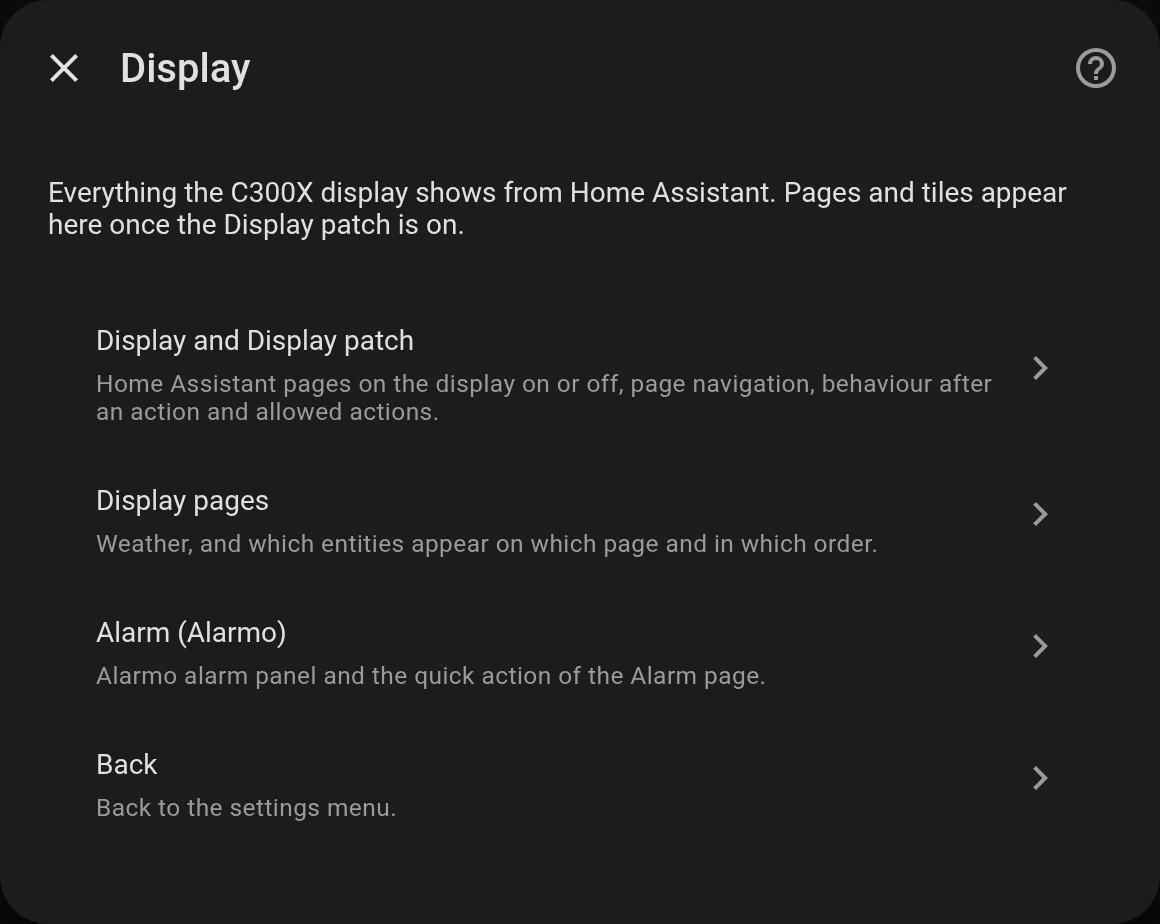 Display
Everything the C300X display shows from Home Assistant. Pages and tiles appear
here once the Display patch is on.
Display and Display patch
Home Assistant pages on the display on or off, page navigation, behaviour after
an action and allowed actions.
Display pages
Weather, and which entities appear on which page and in which order.
Alarm (Alarmo)
Alarmo alarm panel and the quick action of the Alarm page.
Back
Back to the settings menu.